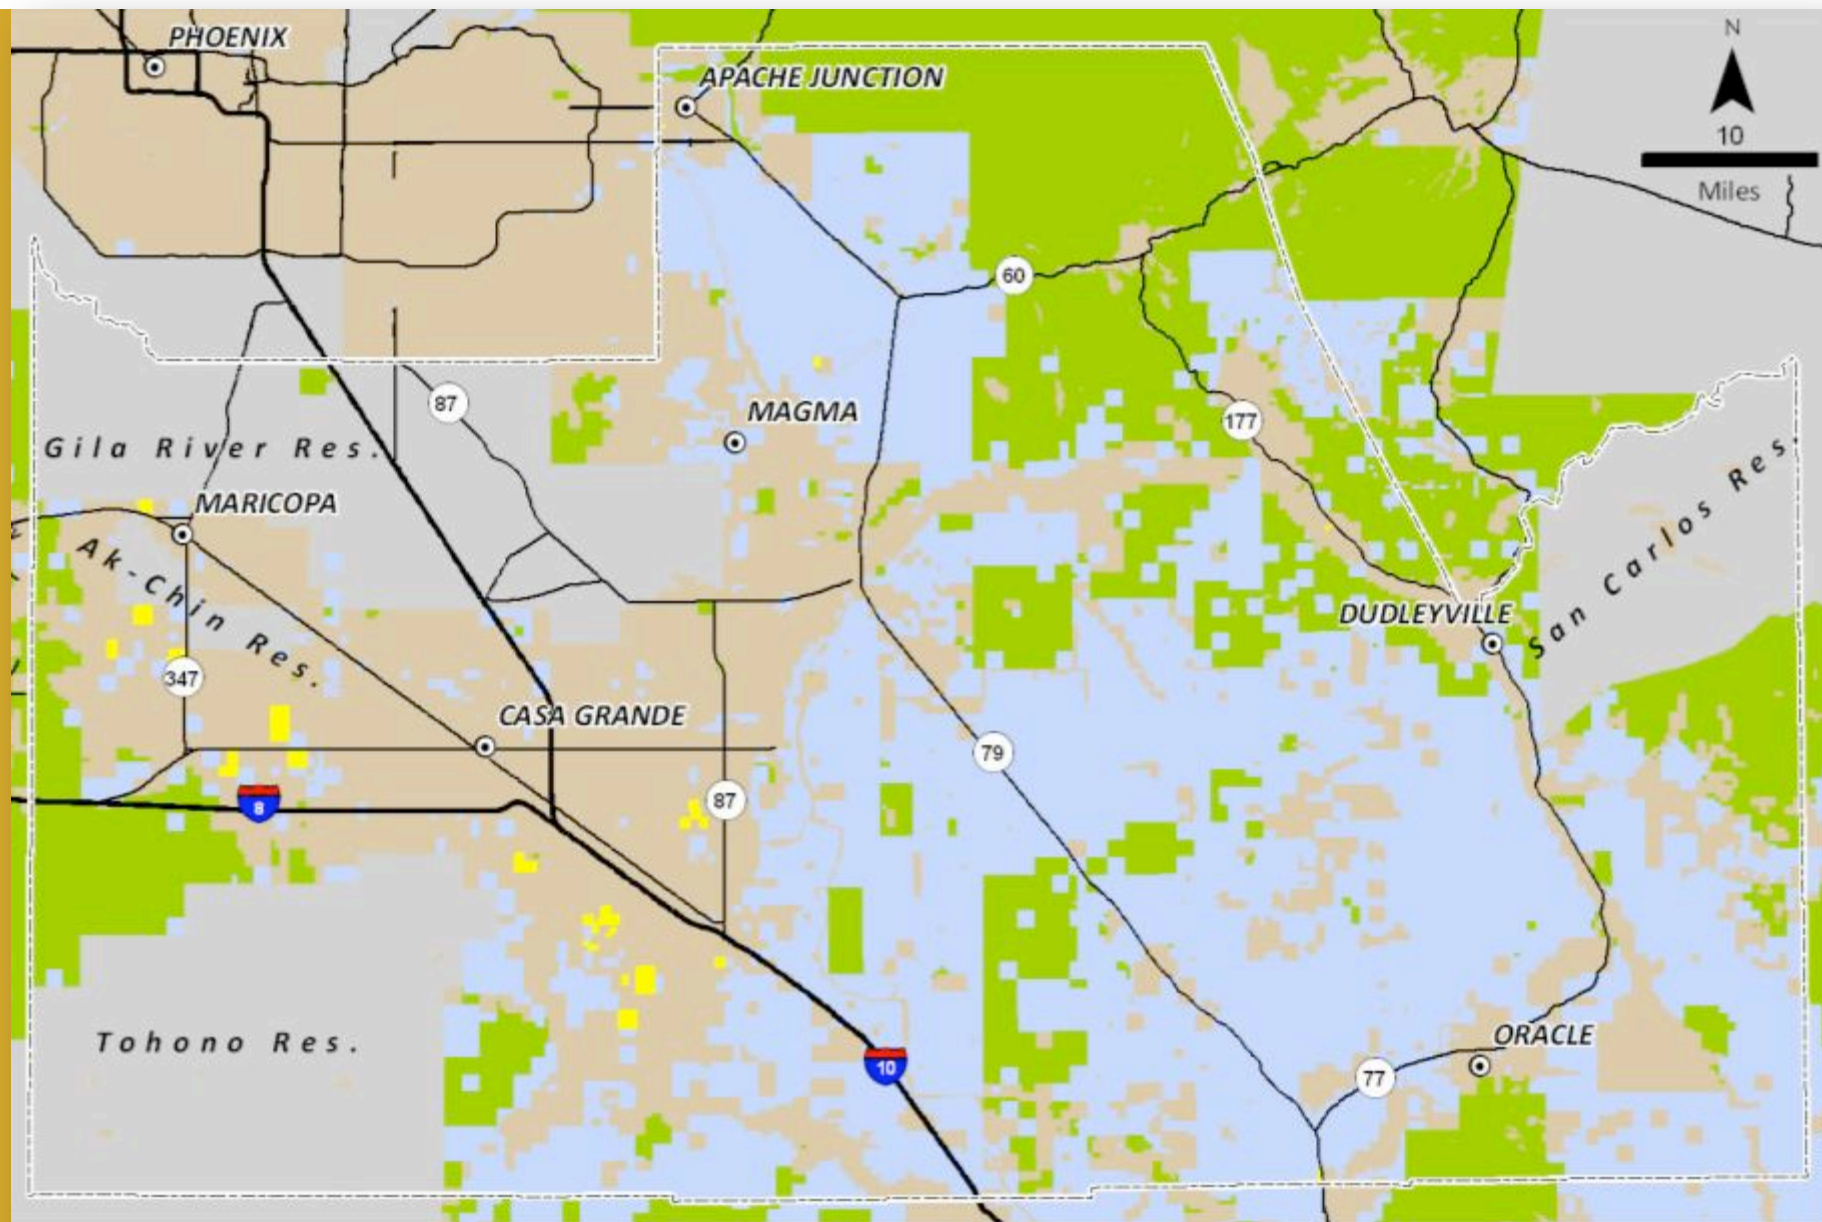 PHOENIX
APACHE JUNCTION
N
10
Miles
60
87
MAGMA
177
Gila River Res.
MARICOPA
Ak-Chin Res.
San Carlos Res.
DUDLEYVILLE
347
CASA GRANDE
79
87
8
Tohono Res.
ORACLE
10
77